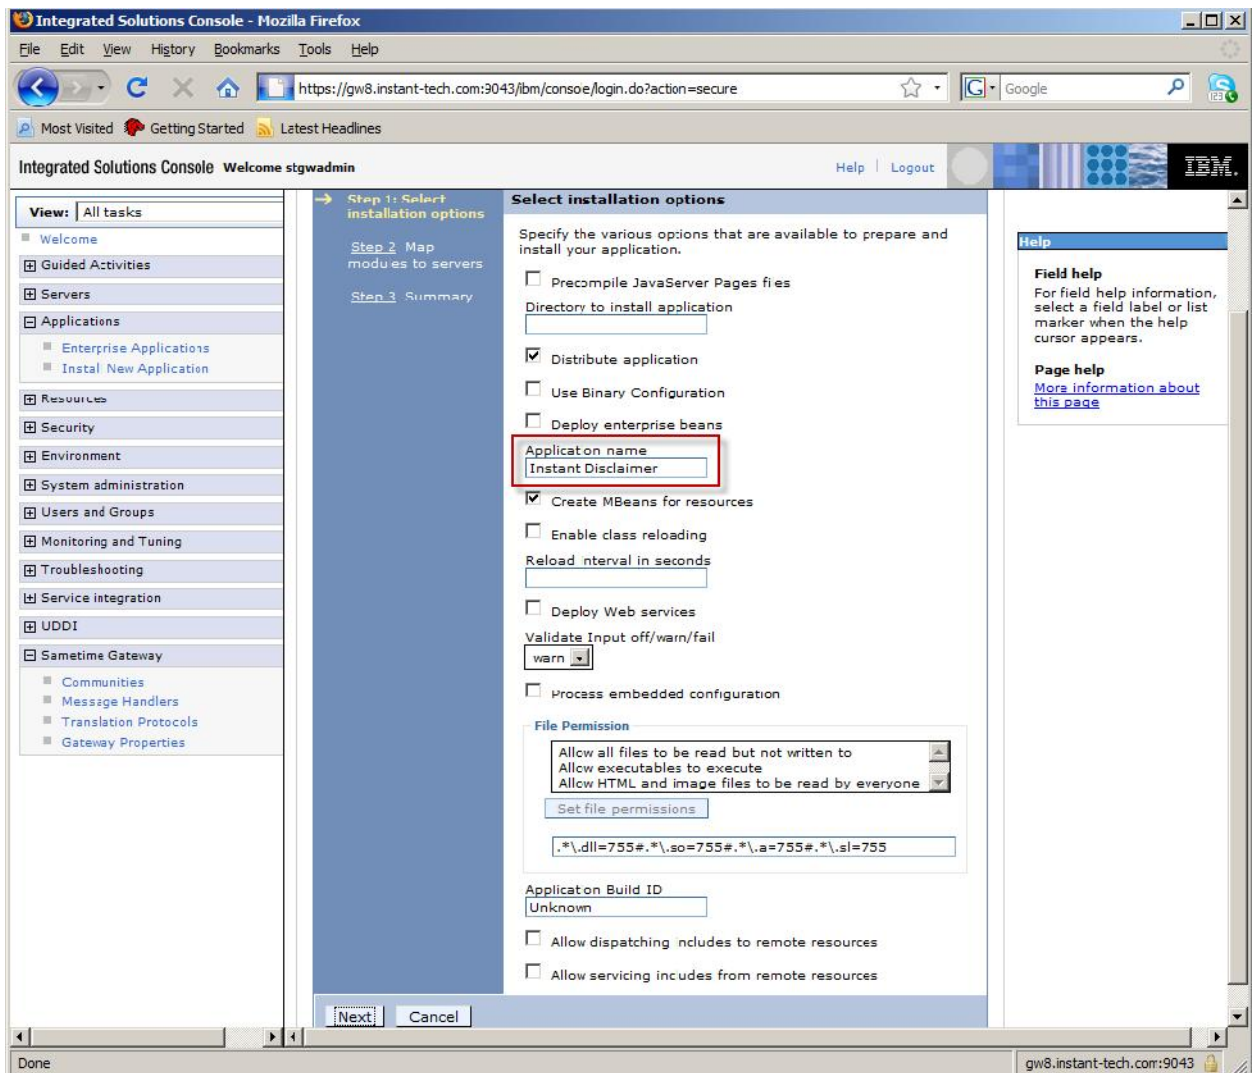 Integrated Solutions Console - Mozilla Firefox
File Edit View History Bookmarks Tools Help
https://gw8.instant-tech.com:9043/ibm/console/login.do?action=secure
G Google
Most Visited Getting Started Latest Headlines
Integrated Solutions Console Welcome stgwadmin
Help | Logout
IBM.
View: All tasks
Welcome
Guided Activities
Servers
Applications
Enterprise Applications
Install New Application
Resources
Security
Environment
System administration
Users and Groups
Monitoring and Tuning
Troubleshooting
Service integration
UDDI
Sametime Gateway
Communities
Message Handlers
Translation Protocols
Gateway Properties
Step 1: Select
installation options
Step 2 Map
modules to servers
Step 3 Summary
Select installation options
Specify the various options that are available to prepare and
install your application.
Precompile JavaServer Pages files
Directory to install application
Distribute application
Use Binary Configuration
Deploy enterprise beans
Application name
Instant Disclaimer
Create MBeans for resources
Enable class reloading
Reload interval in seconds
Deploy Web services
Validate Input off/warn/fail
warn
Process embedded configuration
File Permission
Allow all files to be read but not written to
Allow executables to execute
Allow HTML and image files to be read by everyone
Set file permissions
.*\.dll=755#.*\.so=755#.*\.a=755#.*\.sl=755
Application Build ID
Unknown
Allow dispatching includes to remote resources
Allow servicing includes from remote resources
Next Cancel
Help
Field help
For field help information,
select a field label or list
marker when the help
cursor appears.
Page help
More information about
this page
Done
gw8.instant-tech.com:9043